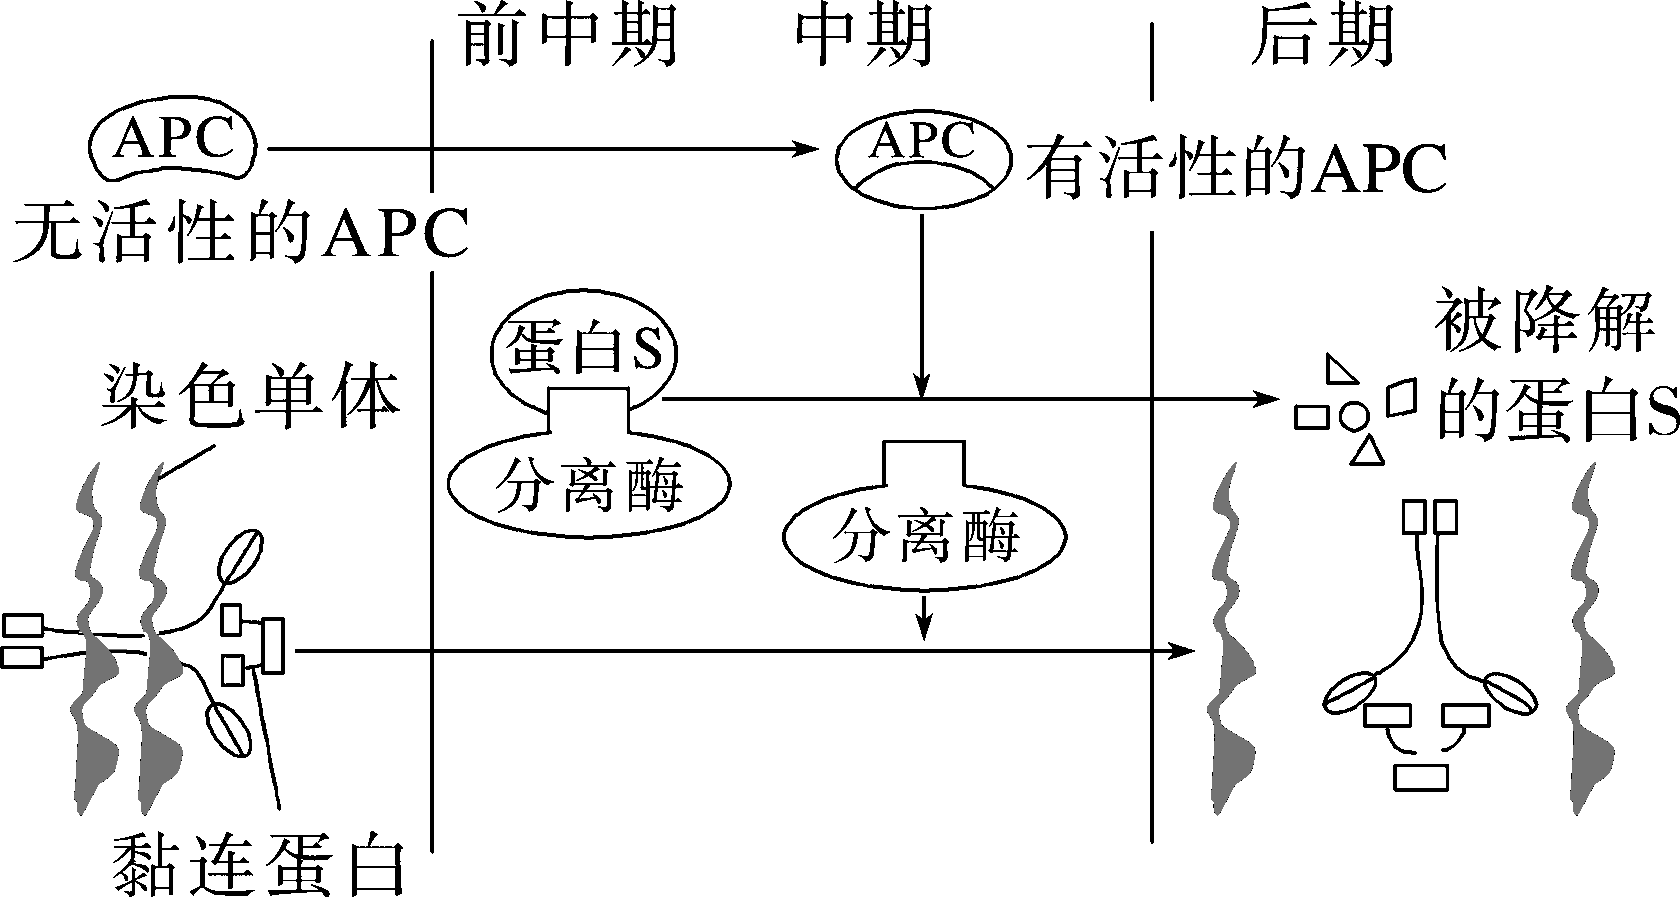 前中期 中期 后期
APC
APC
有活性的APC
无活性的APC
蛋白S
被降解
的蛋白S
染色单体
分离酶
分离酶
黏连蛋白